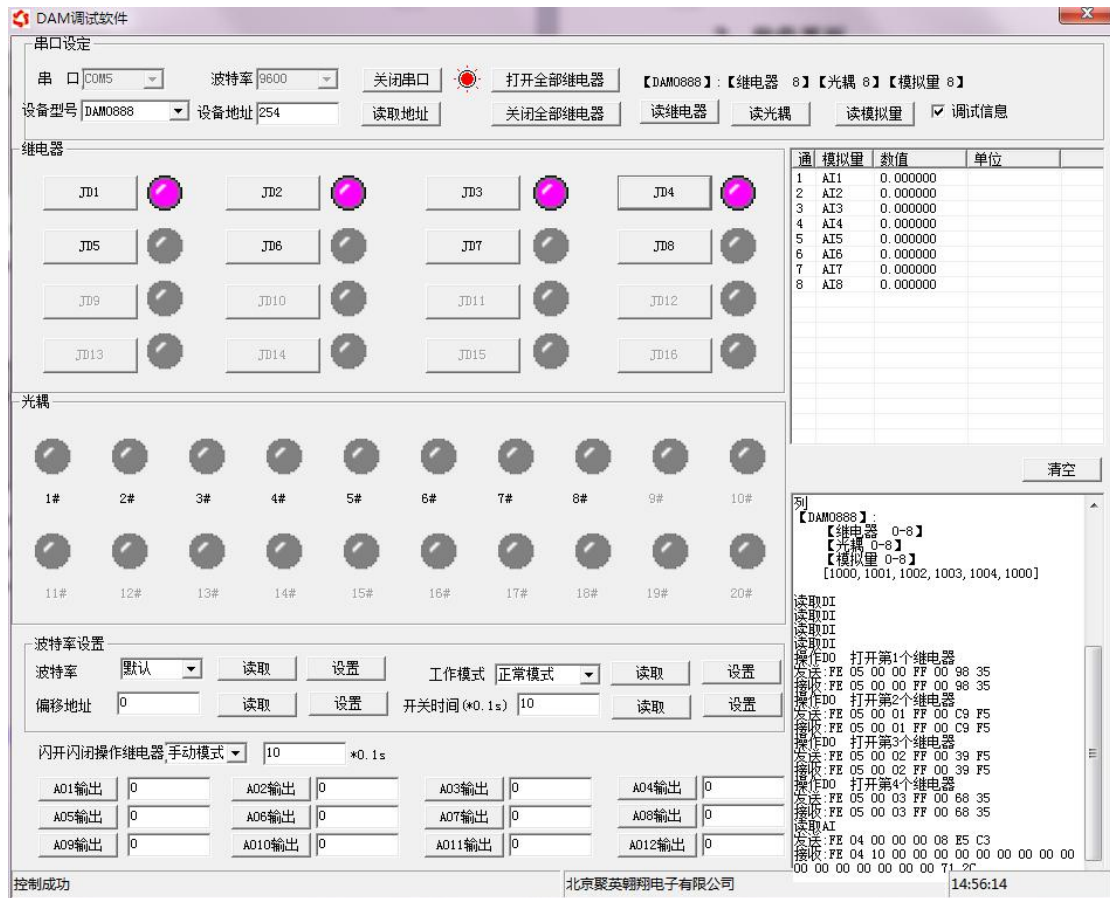 DAM调试软件
串口设定
串 口 COM5 波特率 9600 关闭串口 打开全部继电器 【DAM0888】:【继电器 8】【光耦 8】【模拟量 8】
设备型号 DAM0888 设备地址 254 读取地址 关闭全部继电器 读继电器 读光耦 读模拟量 调试信息
继电器
JD1 JD2 JD3 JD4
JD5 JD6 JD7 JD8
JD9 JD10 JD11 JD12
JD13 JD14 JD15 JD16
通 模拟量 数值 单位
1 AI1 0.000000
2 AI2 0.000000
3 AI3 0.000000
4 AI4 0.000000
5 AI5 0.000000
6 AI6 0.000000
7 AI7 0.000000
8 AI8 0.000000
光耦
1# 2# 3# 4# 5# 6# 7# 8# 9# 10#
11# 12# 13# 14# 15# 16# 17# 18# 19# 20#
清空
列
【DAM0888】:
【继电器 0-8】
【光耦 0-8】
【模拟量 0-8】
[1000,1001,1002,1003,1004,1000]
读取DI
读取DI
读取DI
读取DI
操作DO 打开第1个继电器
发送:FE 05 00 00 FF 00 98 35
接收:FE 05 00 00 FF 00 98 35
操作DO 打开第2个继电器
发送:FE 05 00 01 FF 00 C9 F5
接收:FE 05 00 01 FF 00 C9 F5
操作DO 打开第3个继电器
发送:FE 05 00 02 FF 00 39 F5
接收:FE 05 00 02 FF 00 39 F5
操作DO 打开第4个继电器
发送:FE 05 00 03 FF 00 68 35
接收:FE 05 00 03 FF 00 68 35
读取AI
发送:FE 04 00 00 00 08 E5 C3
接收:FE 04 10 00 00 00 00 00 00 00 00 00 00
00 00 00 00 00 00 71 2C
波特率设置
波特率 默认 读取 设置 工作模式 正常模式 读取 设置
偏移地址 0 读取 设置 开关时间(*0.1s) 10 读取 设置
闪开闪闭操作继电器 手动模式 10 *0.1s
AO1输出 0 AO2输出 0 AO3输出 0 AO4输出 0
AO5输出 0 AO6输出 0 AO7输出 0 AO8输出 0
AO9输出 0 AO10输出 0 AO11输出 0 AO12输出 0
控制成功 北京聚英翱翔电子有限公司 14:56:14